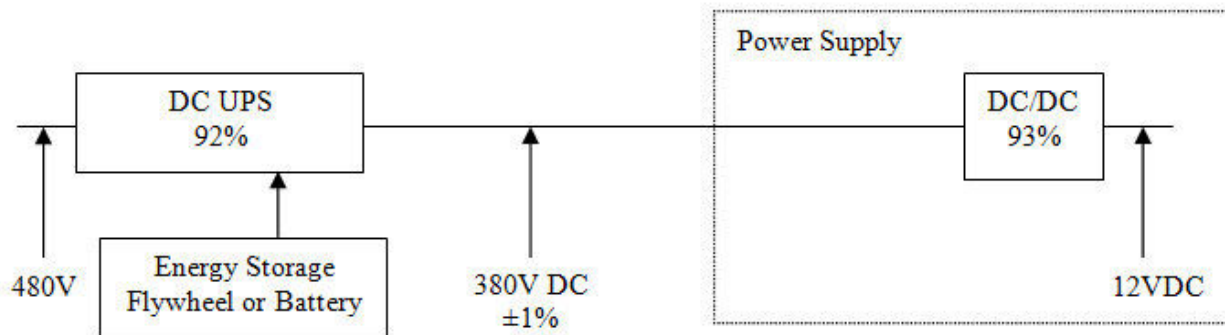 Power Supply
DC UPS
92%
DC/DC
93%
480V
Energy Storage
Flywheel or Battery
380V DC
±1%
12VDC